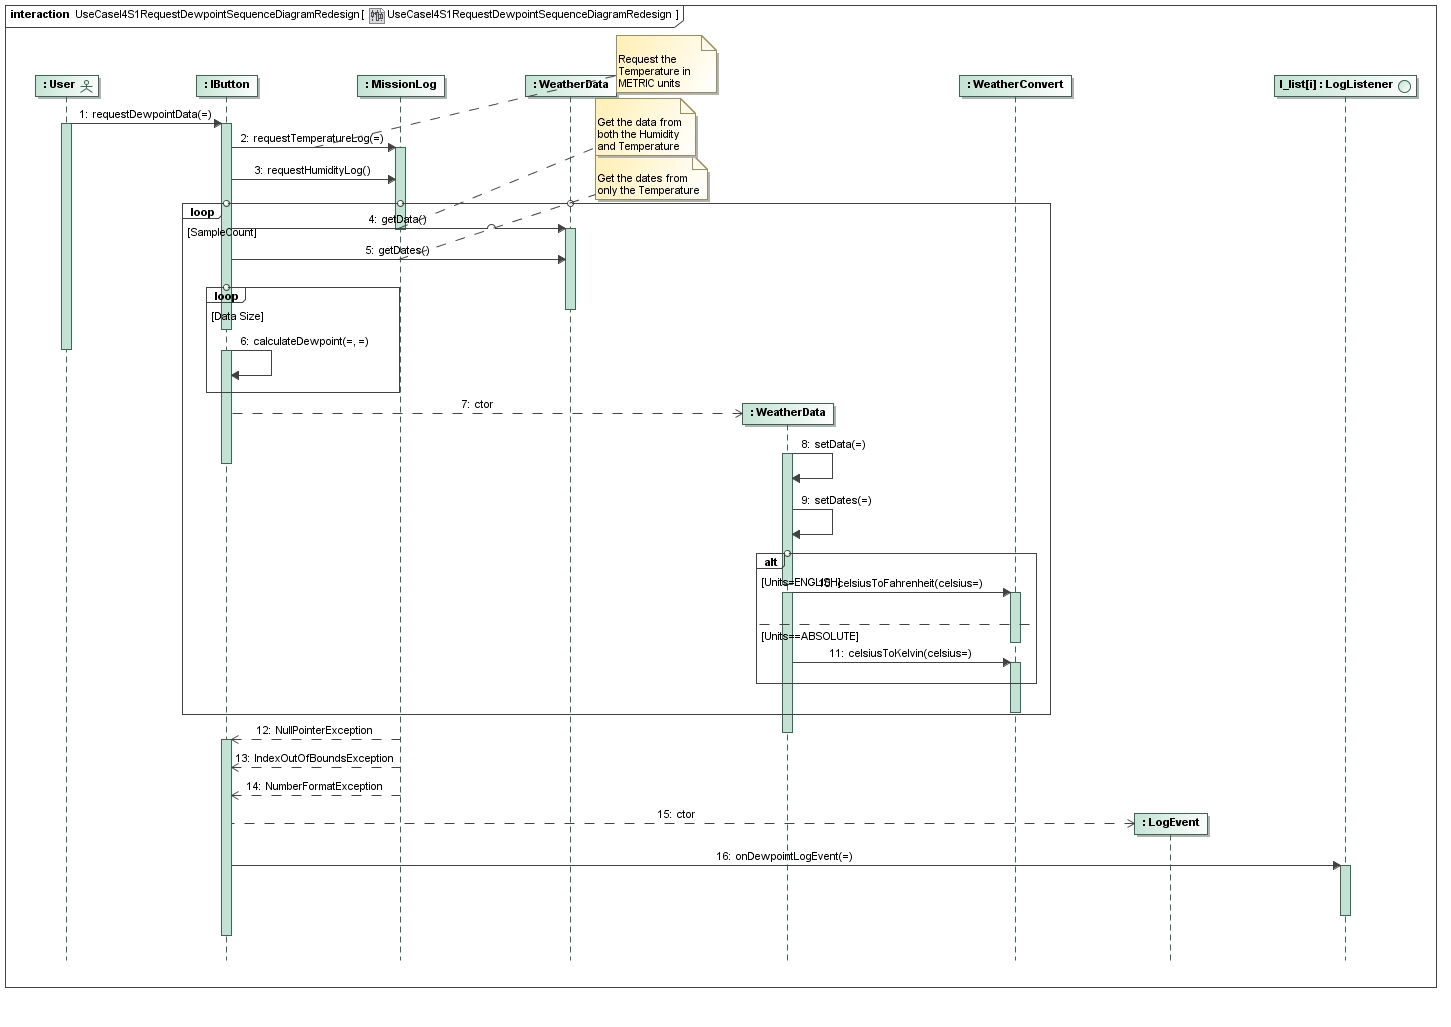 interaction UseCaseI4S1RequestDewpointSequenceDiagramRedesign [ UseCaseI4S1RequestDewpointSequenceDiagramRedesign ]
Request the
Temperature in
METRIC units
: User
: IButton
: MissionLog
: WeatherData
: WeatherConvert
l_list[i] : LogListener
1: requestDewpointData(=)
Get the data from
both the Humidity
and Temperature
2: requestTemperatureLog(=)
3: requestHumidityLog()
Get the dates from
only the Temperature
loop
4: getData()
[SampleCount]
5: getDates()
loop
[Data Size]
6: calculateDewpoint(=, =)
7: ctor
: WeatherData
8: setData(=)
9: setDates(=)
alt
[Units=ENGLISH]
10: celsiusToFahrenheit(celsius=)
[Units==ABSOLUTE]
11: celsiusToKelvin(celsius=)
12: NullPointerException
13: IndexOutOfBoundsException
14: NumberFormatException
15: ctor
: LogEvent
16: onDewpointLogEvent(=)